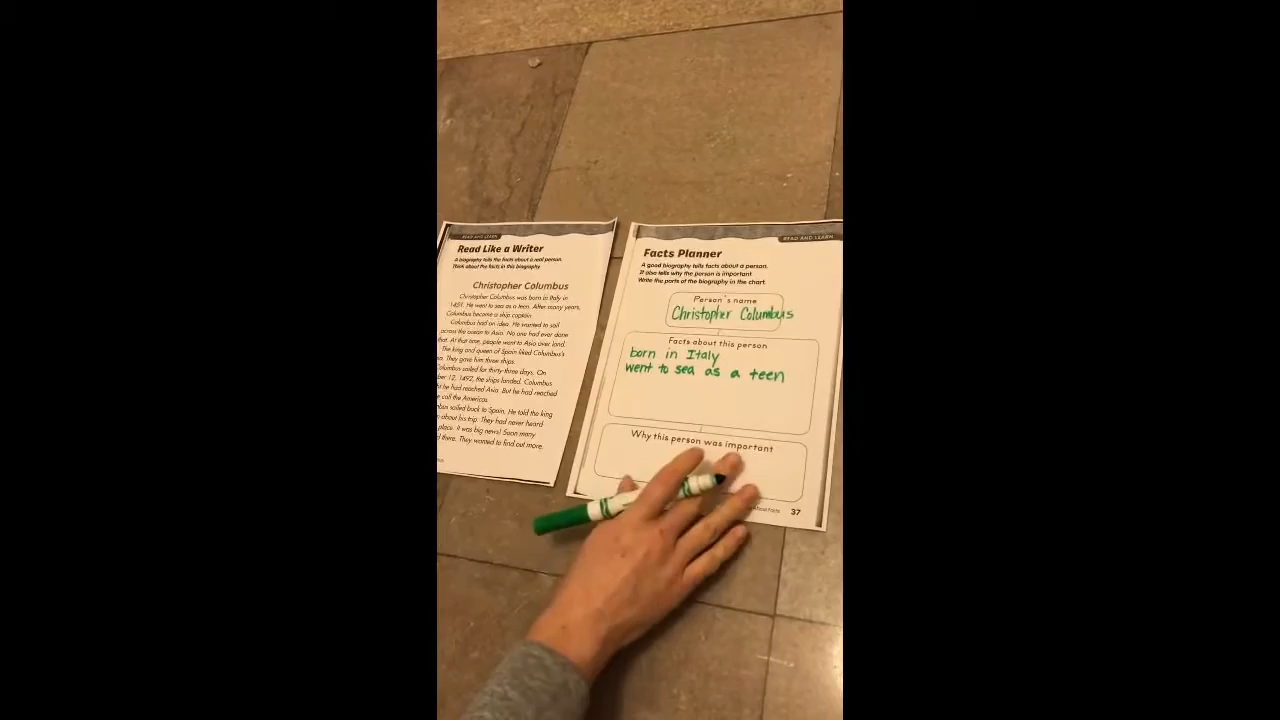 READ AND LEARN
Read Like a Writer
A biography tells the facts about a real person.
Think about the facts in this biography.
Christopher Columbus
Christopher Columbus was born in Italy in
1451. He went to sea as a teen. After many years,
Columbus became a ship captain.
Columbus had an idea. He wanted to sail
across the ocean to Asia. No one had ever done
that. At that time, people went to Asia over land.
The king and queen of Spain liked Columbus's
They gave him three ships.
sailed for thirty-three days. On
12, 1492, the ships landed. Columbus
he had reached Asia. But he had reached
call the Americas.
sailed back to Spain. He told the king
about his trip. They had never heard
place. It was big news! Soon many
there. They wanted to find out more.
READ AND LEARN
Facts Planner
A good biography tells facts about a person.
It also tells why the person is important.
Write the parts of the biography in the chart.
Person's name
Christopher Columbus
Facts about this person
born in Italy
went to sea as a teen
Why this person was important
About Facts 37